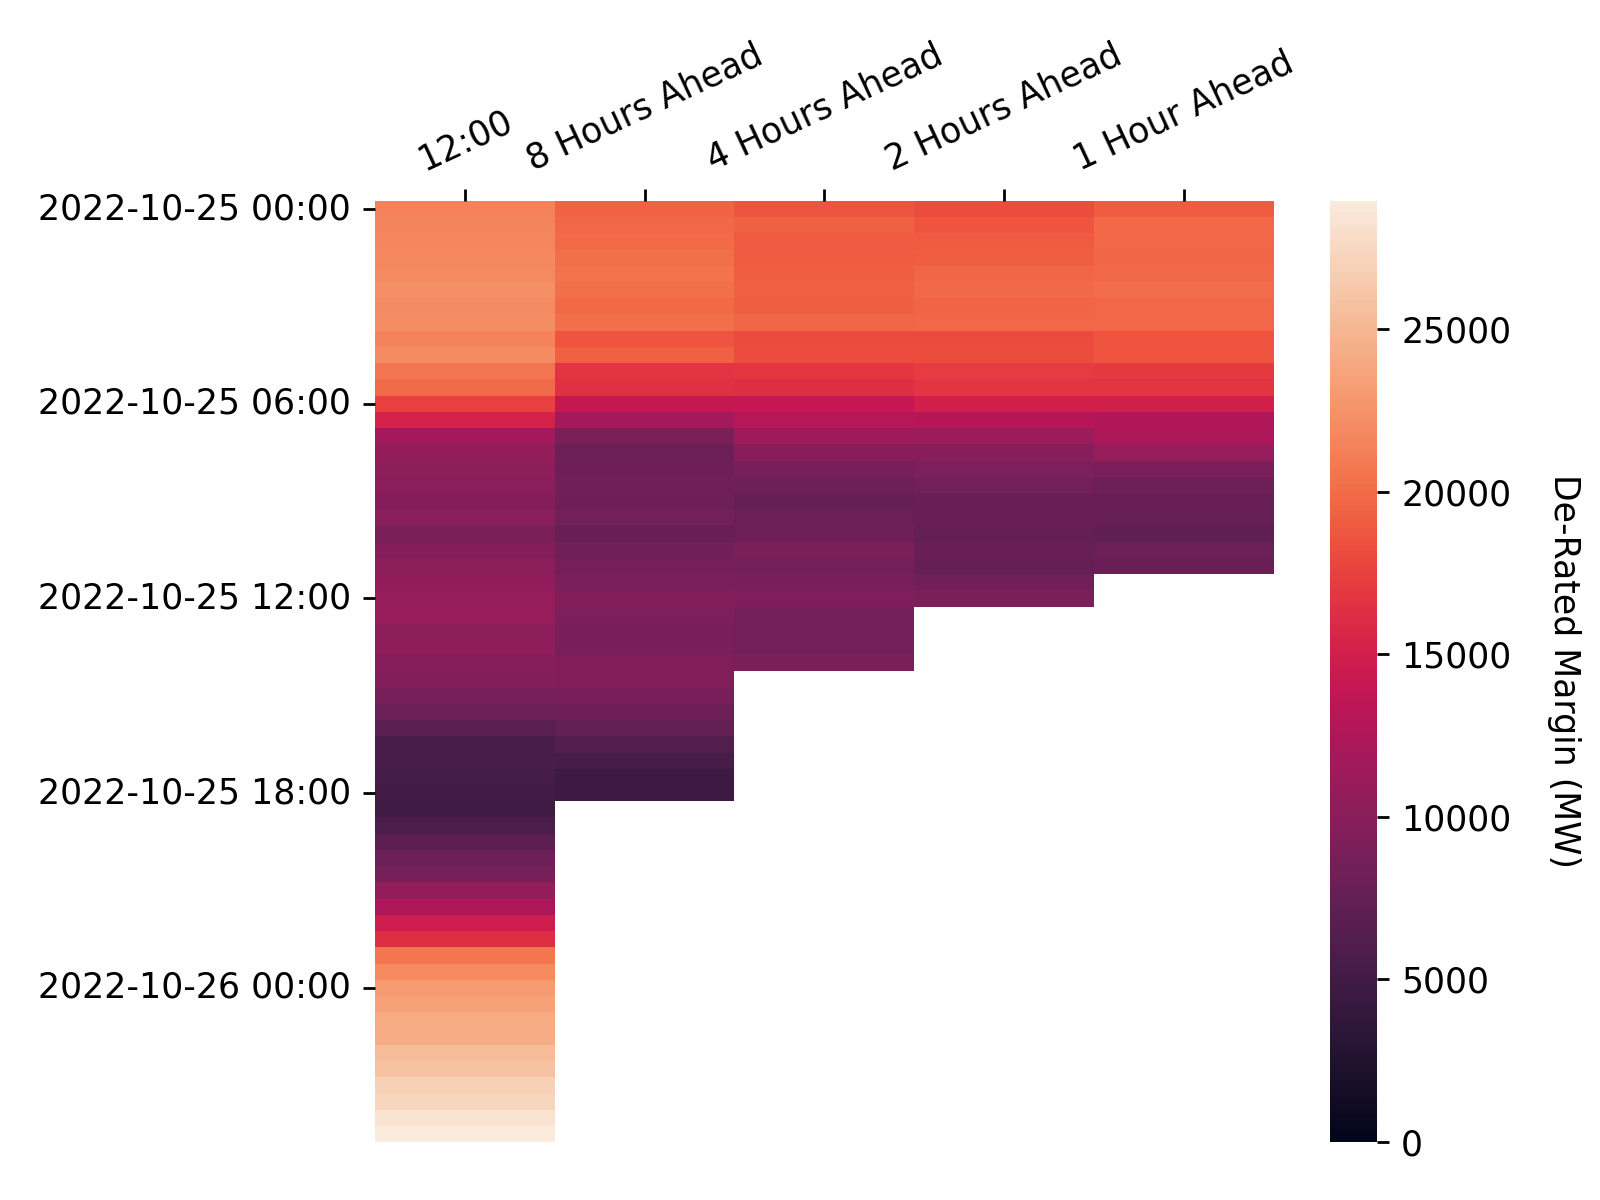 12:00
8 Hours Ahead
4 Hours Ahead
2 Hours Ahead
1 Hour Ahead
2022-10-25 00:00
2022-10-25 06:00
2022-10-25 12:00
2022-10-25 18:00
2022-10-26 00:00
25000
20000
15000
10000
5000
0
De-Rated Margin (MW)